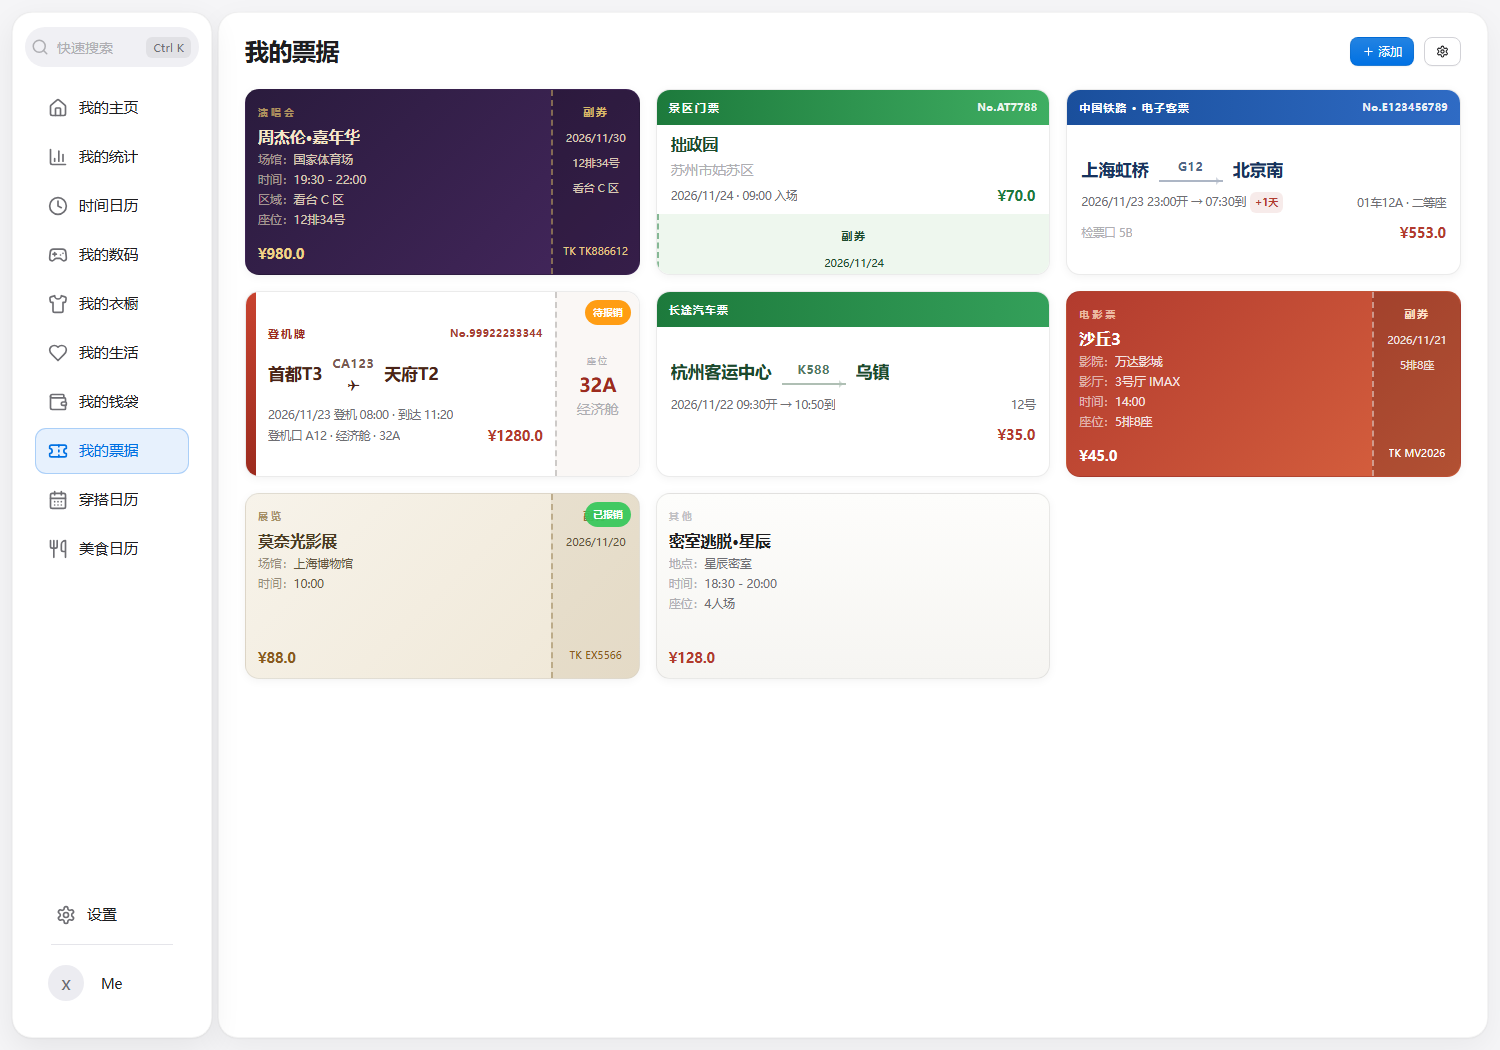 快速搜索 Ctrl K
我的主页
我的统计
时间日历
我的数码
我的衣橱
我的生活
我的钱袋
我的票据
穿搭日历
美食日历
设置
x Me
我的票据
+ 添加
演唱会
周杰伦•嘉年华
场馆：国家体育场
时间：19:30 - 22:00
区域：看台 C 区
座位：12排34号
¥980.0
副券
2026/11/30
12排34号
看台 C 区
TK TK886612
景区门票 No.AT7788
拙政园
苏州市姑苏区
2026/11/24 · 09:00 入场 ¥70.0
副券
2026/11/24
中国铁路 • 电子客票 No.E123456789
上海虹桥 G12 北京南
2026/11/23 23:00开 → 07:30到 +1天 01车12A · 二等座
检票口 5B ¥553.0
登机牌 No.99922233344
首都T3 CA123 ✈ 天府T2
2026/11/23 登机 08:00 · 到达 11:20
登机口 A12 · 经济舱 · 32A ¥1280.0
待报销
座位
32A
经济舱
长途汽车票
杭州客运中心 K588 乌镇
2026/11/22 09:30开 → 10:50到 12号
¥35.0
电影票
沙丘3
影院：万达影城
影厅：3号厅 IMAX
时间：14:00
座位：5排8座
¥45.0
副券
2026/11/21
5排8座
TK MV2026
展览
莫奈光影展
场馆：上海博物馆
时间：10:00
¥88.0
已报销
2026/11/20
TK EX5566
其他
密室逃脱•星辰
地点：星辰密室
时间：18:30 - 20:00
座位：4人场
¥128.0